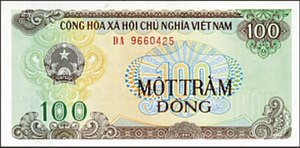 CỘNG HÒA XÃ HỘI CHỦ NGHĨA VIỆT NAM
100
DA 9660425
100
MỘT TRĂM
ĐỒNG
100